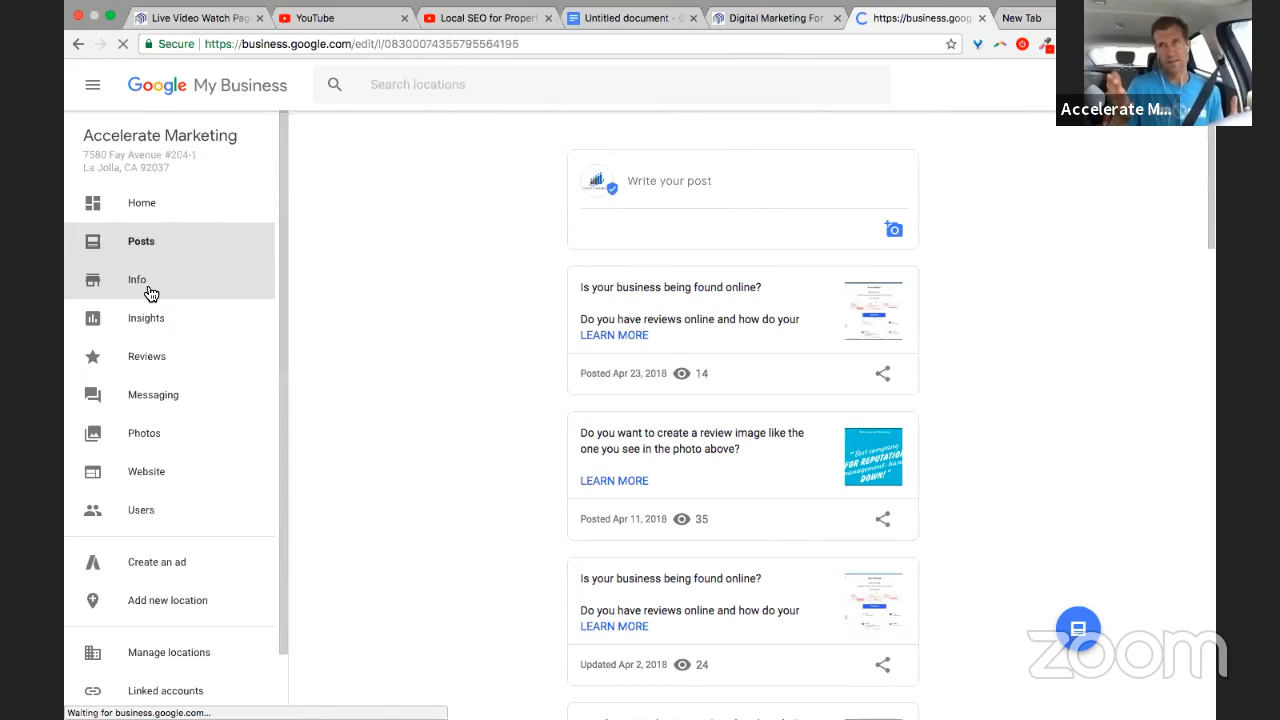 Live Video Watch Pag
YouTube
Local SEO for Propert
Untitled document - G
Digital Marketing For
https://business.goog
New Tab
Secure
https://business.google.com/edit/l/08300074355795564195
Google My Business
Search locations
Accelerate M...
Accelerate Marketing
7580 Fay Avenue #204-1
La Jolla, CA 92037
Home
Posts
Info
Insights
Reviews
Messaging
Photos
Website
Users
Create an ad
Add new location
Manage locations
Linked accounts
Waiting for business.google.com...
Write your post
Is your business being found online?
Do you have reviews online and how do your
LEARN MORE
Posted Apr 23, 2018 14
Do you want to create a review image like the
one you see in the photo above?
LEARN MORE
"Best company
FOR REPUTATIO
management- has
DOWN!"
Posted Apr 11, 2018 35
Is your business being found online?
Do you have reviews online and how do your
LEARN MORE
Updated Apr 2, 2018 24
zoom